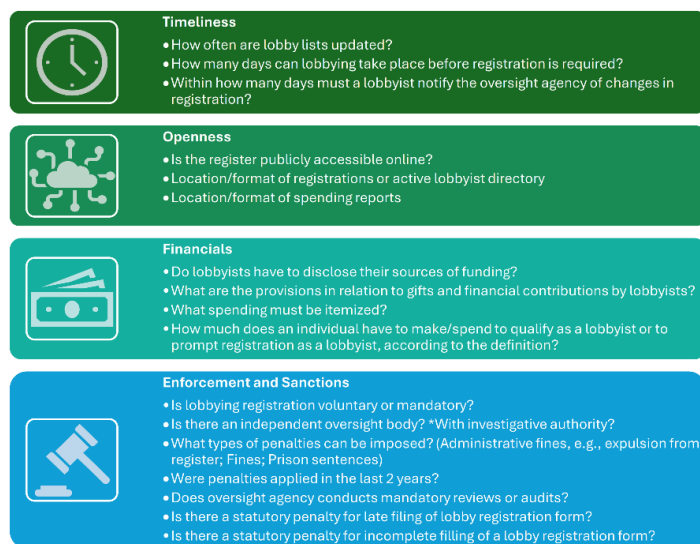 Timeliness
•How often are lobby lists updated?
•How many days can lobbying take place before registration is required?
•Within how many days must a lobbyist notify the oversight agency of changes in
registration?
Openness
•Is the register publicly accessible online?
•Location/format of registrations or active lobbyist directory
•Location/format of spending reports
Financials
•Do lobbyists have to disclose their sources of funding?
•What are the provisions in relation to gifts and financial contributions by lobbyists?
•What spending must be itemized?
•How much does an individual have to make/spend to qualify as a lobbyist or to
prompt registration as a lobbyist, according to the definition?
Enforcement and Sanctions
•Is lobbying registration voluntary or mandatory?
•Is there an independent oversight body? *With investigative authority?
•What types of penalties can be imposed? (Administrative fines, e.g., expulsion from
register; Fines; Prison sentences)
•Were penalties applied in the last 2 years?
•Does oversight agency conducts mandatory reviews or audits?
•Is there a statutory penalty for late filing of lobby registration form?
•Is there a statutory penalty for incomplete filling of a lobby registration form?